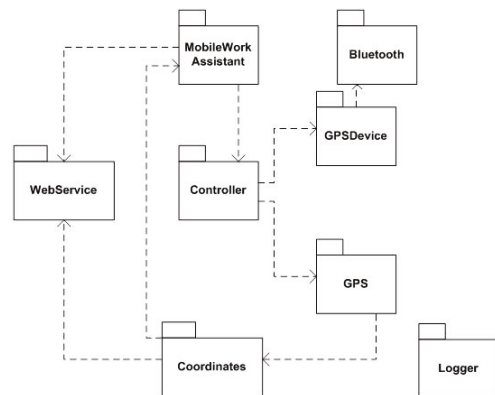 MobileWork
Assistant
Bluetooth
GPSDevice
WebService
Controller
GPS
Coordinates
Logger